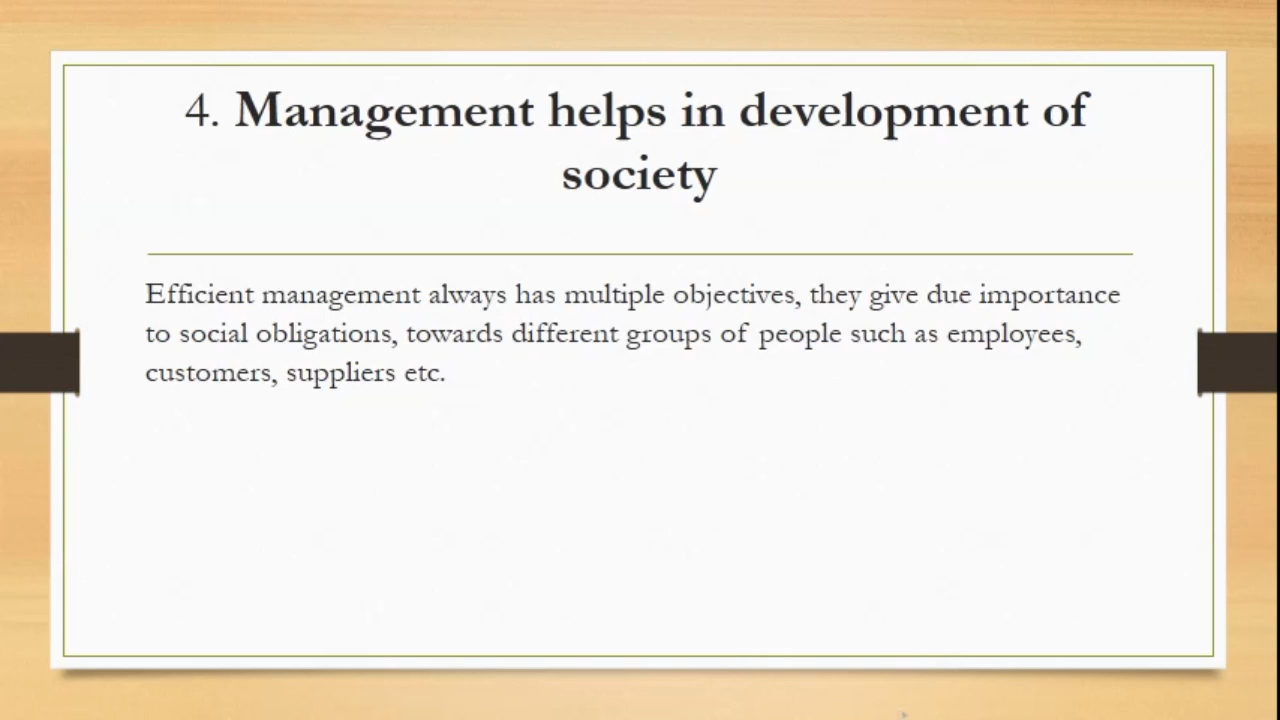 4. Management helps in development of
society
Efficient management always has multiple objectives, they give due importance
to social obligations, towards different groups of people such as employees,
customers, suppliers etc.